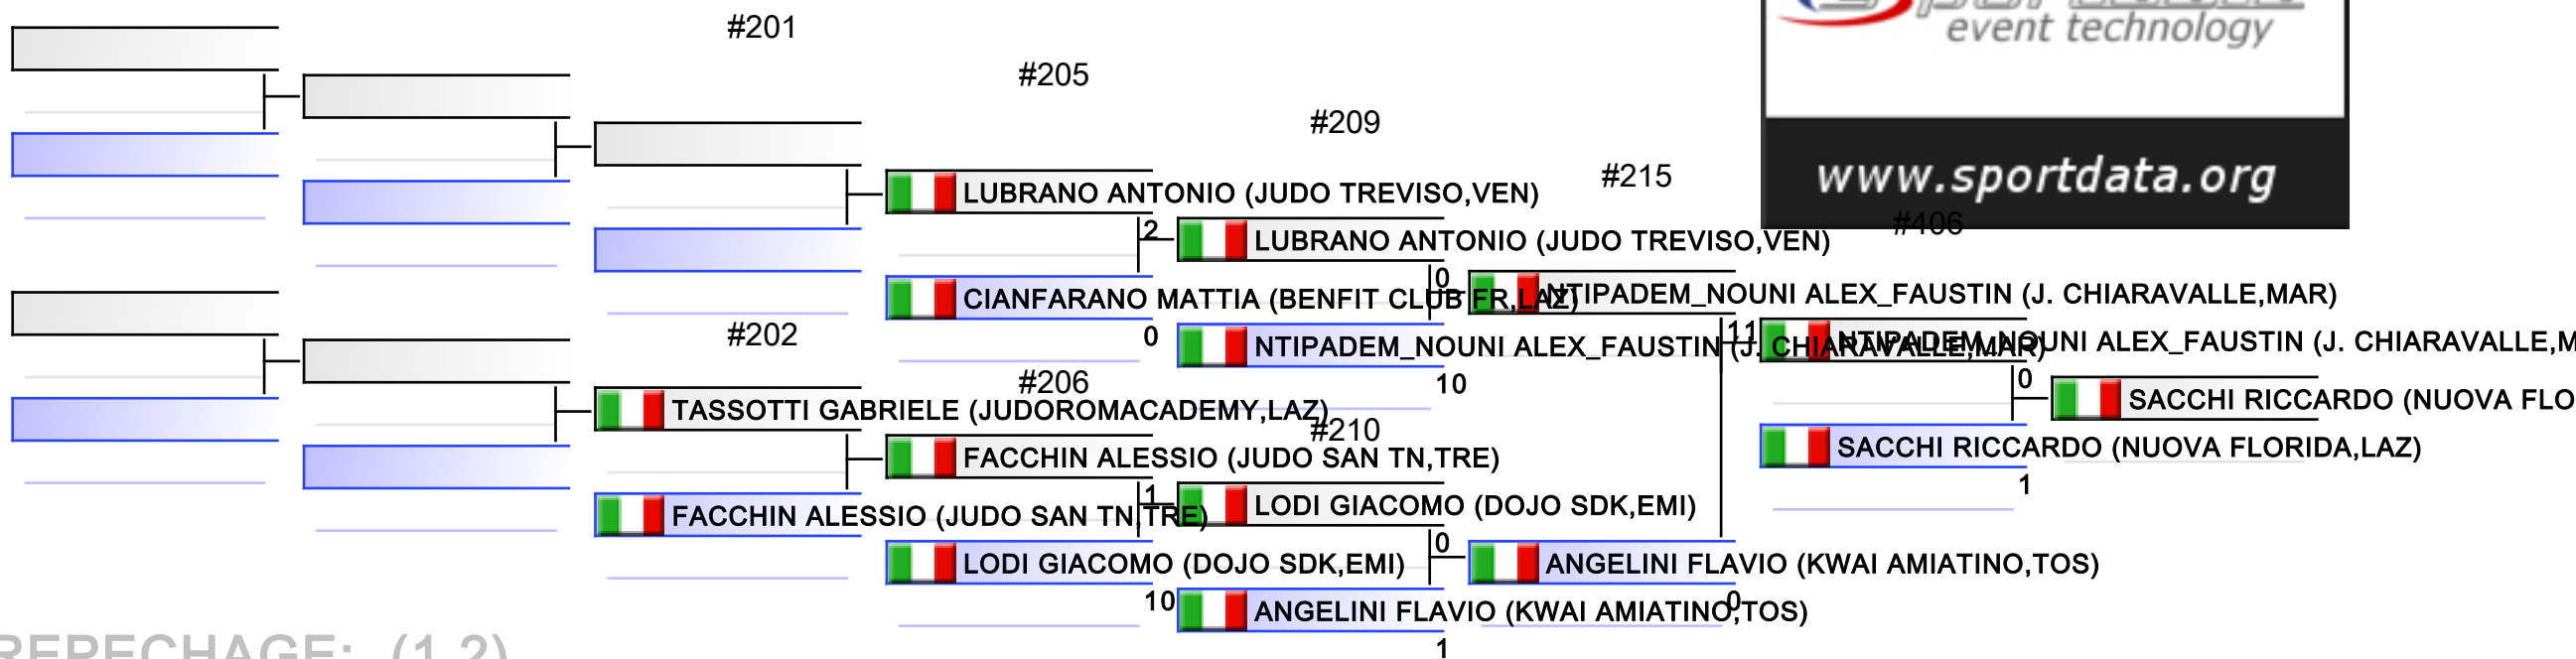 #201
event technology
#205
#209
www.sportdata.org
#215
LUBRANO ANTONIO (JUDO TREVISO,VEN)
#406
2
LUBRANO ANTONIO (JUDO TREVISO,VEN)
0
CIANFARANO MATTIA (BENFIT CLUB FR,LAZ)
NTIPADEM_NOUNI ALEX_FAUSTIN (J. CHIARAVALLE,MAR)
#202
0
NTIPADEM_NOUNI ALEX_FAUSTIN (J. CHIARAVALLE,MAR)
11
NTIPADEM_NOUNI ALEX_FAUSTIN (J. CHIARAVALLE,M
#206
10
0
TASSOTTI GABRIELE (JUDOROMACADEMY,LAZ)
SACCHI RICCARDO (NUOVA FLO
#210
FACCHIN ALESSIO (JUDO SAN TN,TRE)
SACCHI RICCARDO (NUOVA FLORIDA,LAZ)
1
1
FACCHIN ALESSIO (JUDO SAN TN,TRE)
LODI GIACOMO (DOJO SDK,EMI)
0
LODI GIACOMO (DOJO SDK,EMI)
ANGELINI FLAVIO (KWAI AMIATINO,TOS)
10
ANGELINI FLAVIO (KWAI AMIATINO,TOS)
0
1
REPECHAGE: (1,2)